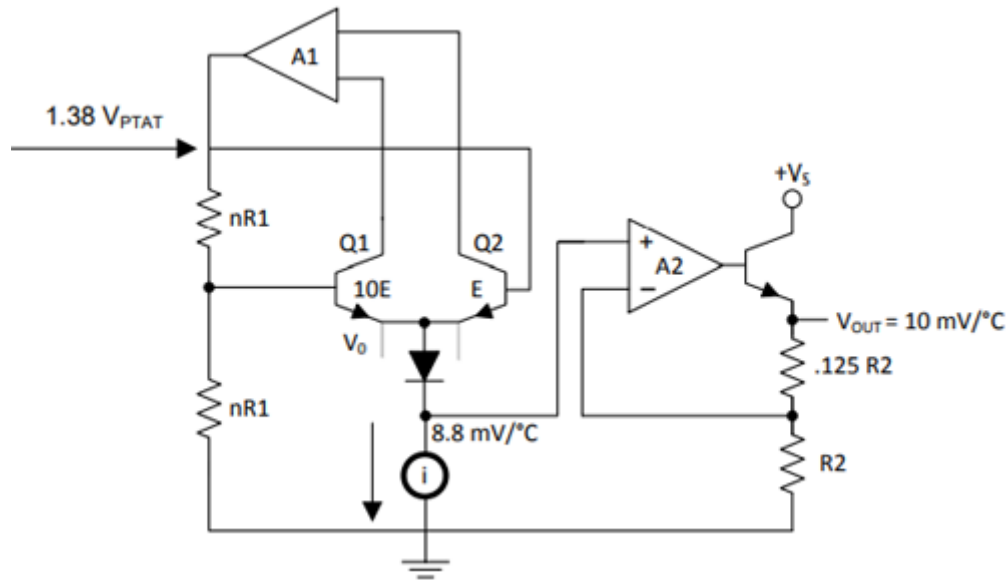 A1
1.38 VPTAT
+VS
nR1
Q1
Q2
+
A2
10E
E
−
V0
VOUT = 10 mV/°C
.125 R2
nR1
8.8 mV/°C
i
R2